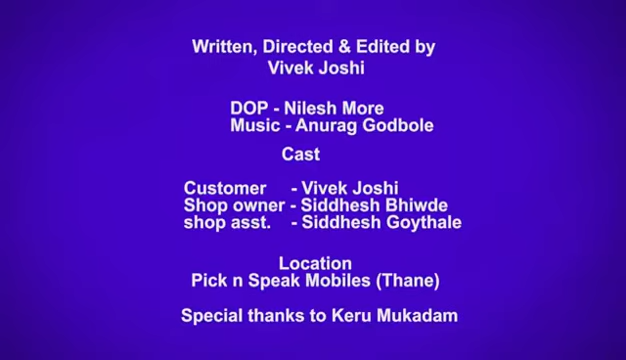 Written, Directed & Edited by
Vivek Joshi
DOP - Nilesh More
Music - Anurag Godbole
Cast
Customer - Vivek Joshi
Shop owner - Siddhesh Bhiwde
shop asst. - Siddhesh Goythale
Location
Pick n Speak Mobiles (Thane)
Special thanks to Keru Mukadam